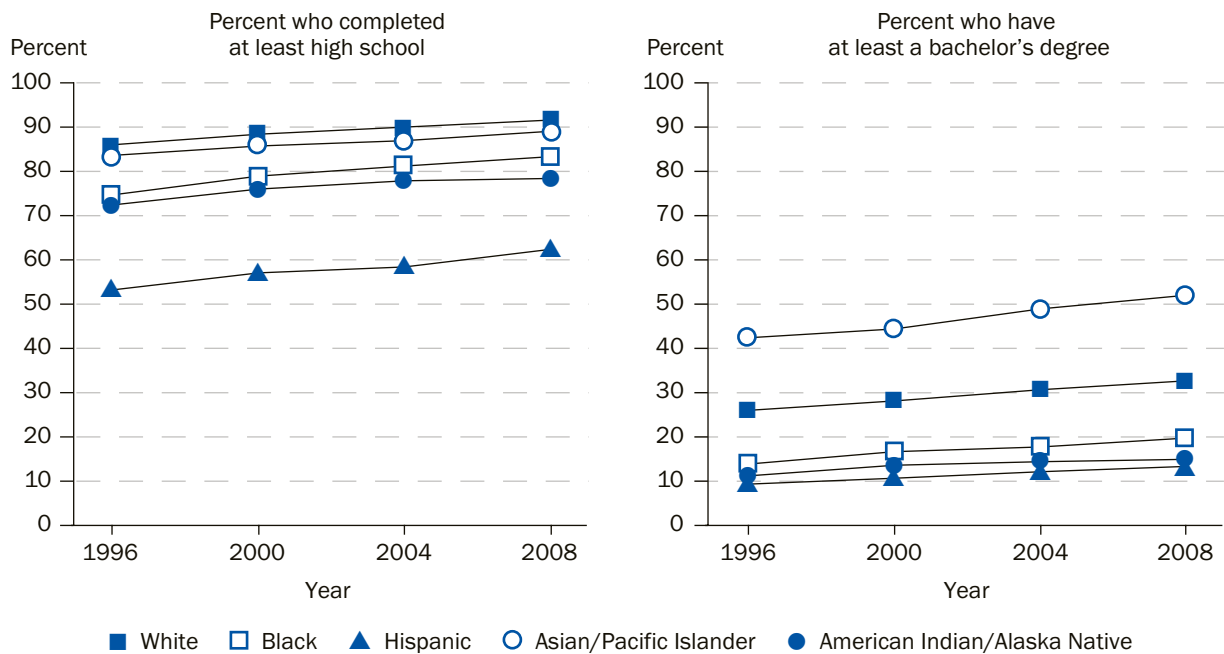 Percent who completed
at least high school
Percent
100
90
80
70
60
50
40
30
20
10
0
1996 2000 2004 2008
Year
Percent who have
at least a bachelor’s degree
Percent
100
90
80
70
60
50
40
30
20
10
0
1996 2000 2004 2008
Year
White Black Hispanic Asian/Pacific Islander American Indian/Alaska Native